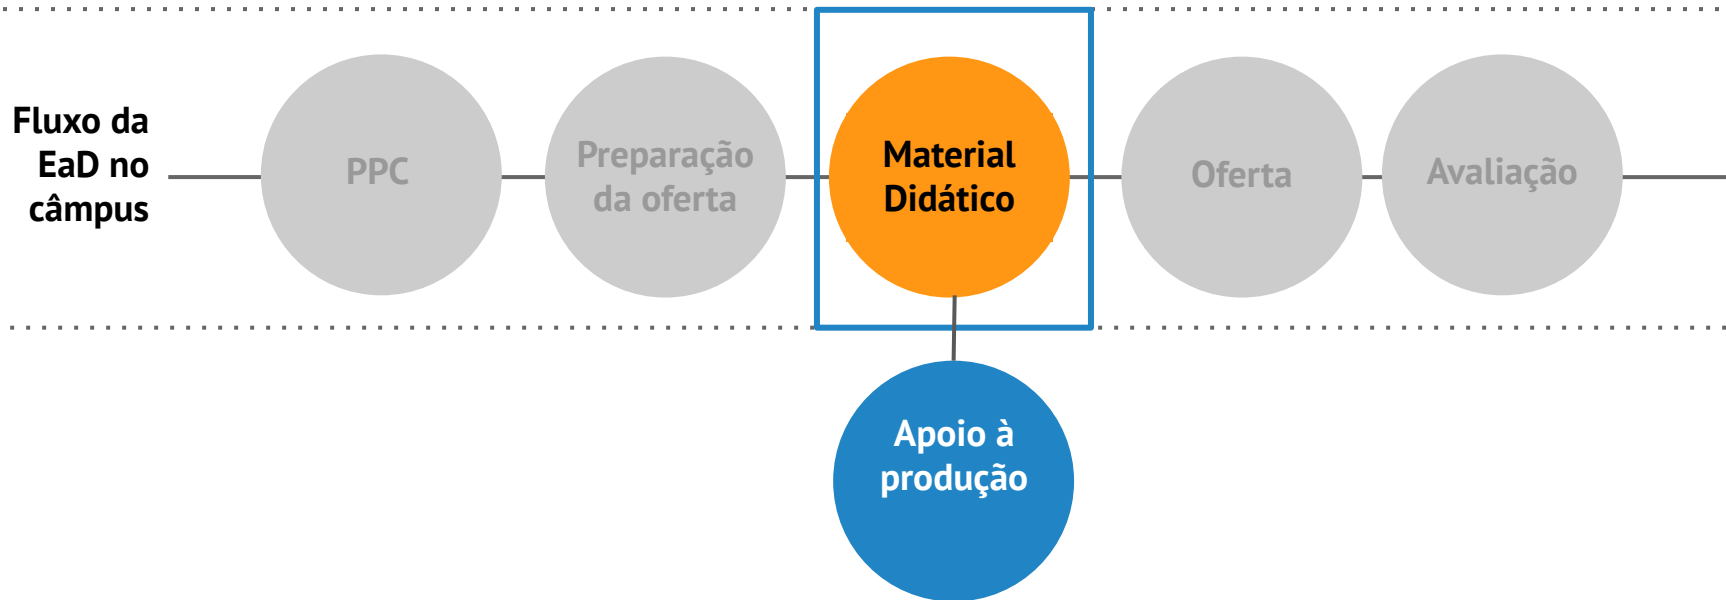 Fluxo da
EaD no
câmpus
PPC
Preparação
da oferta
Material
Didático
Oferta
Avaliação
Apoio à
produção